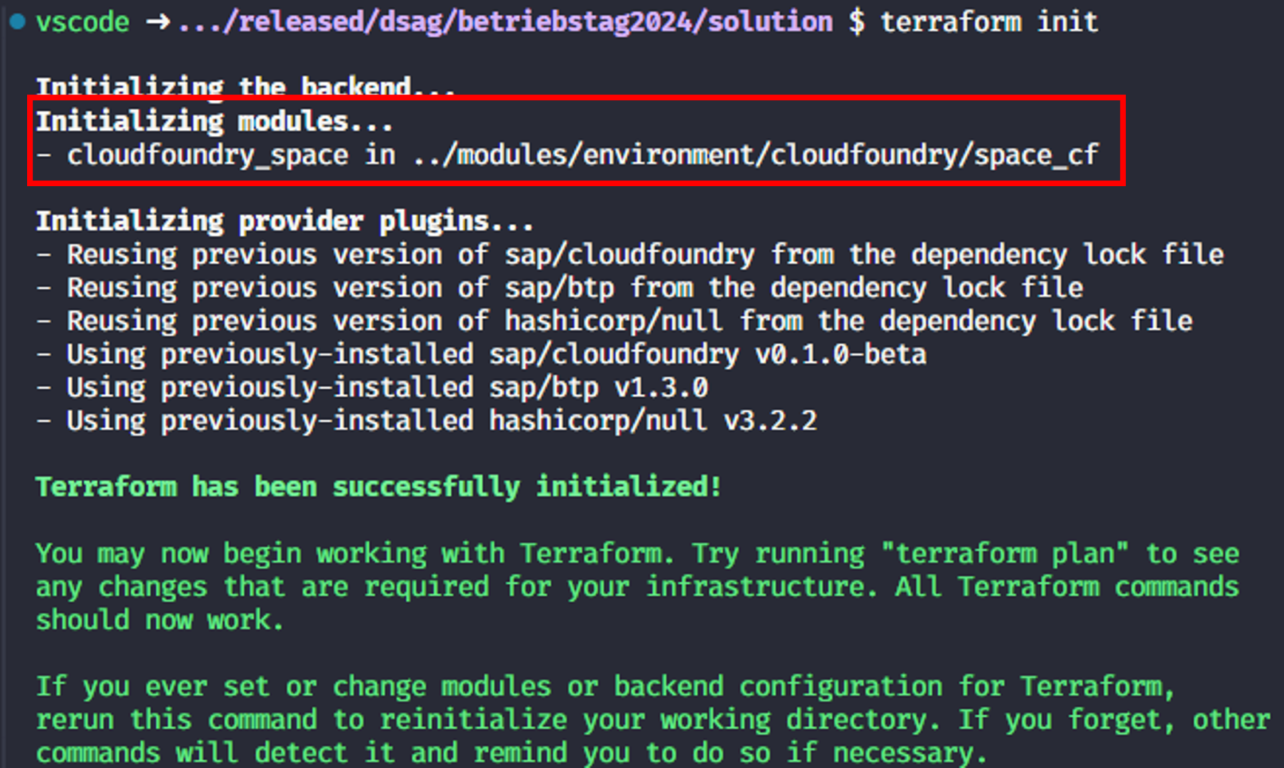 vscode → .../released/dsag/betriebstag2024/solution $ terraform init
Initializing the backend...
Initializing modules...
- cloudfoundry_space in ../modules/environment/cloudfoundry/space_cf
Initializing provider plugins...
- Reusing previous version of sap/cloudfoundry from the dependency lock file
- Reusing previous version of sap/btp from the dependency lock file
- Reusing previous version of hashicorp/null from the dependency lock file
- Using previously-installed sap/cloudfoundry v0.1.0-beta
- Using previously-installed sap/btp v1.3.0
- Using previously-installed hashicorp/null v3.2.2
Terraform has been successfully initialized!
You may now begin working with Terraform. Try running "terraform plan" to see
any changes that are required for your infrastructure. All Terraform commands
should now work.
If you ever set or change modules or backend configuration for Terraform,
rerun this command to reinitialize your working directory. If you forget, other
commands will detect it and remind you to do so if necessary.